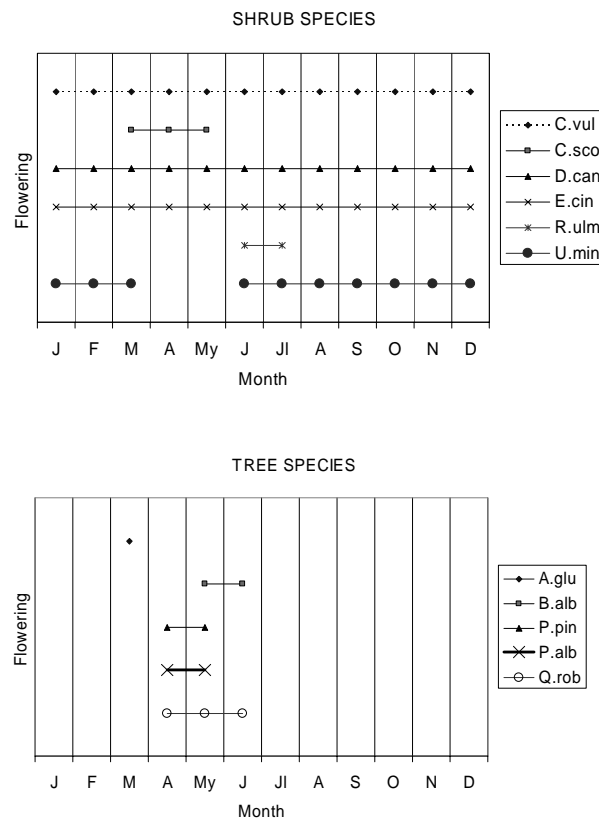 SHRUB SPECIES
Flowering
C.vul
C.sco
D.can
E.cin
R.ulm
U.min
J F M A My J Jl A S O N D
Month
TREE SPECIES
Flowering
A.glu
B.alb
P.pin
P.alb
Q.rob
J F M A My J Jl A S O N D
Month